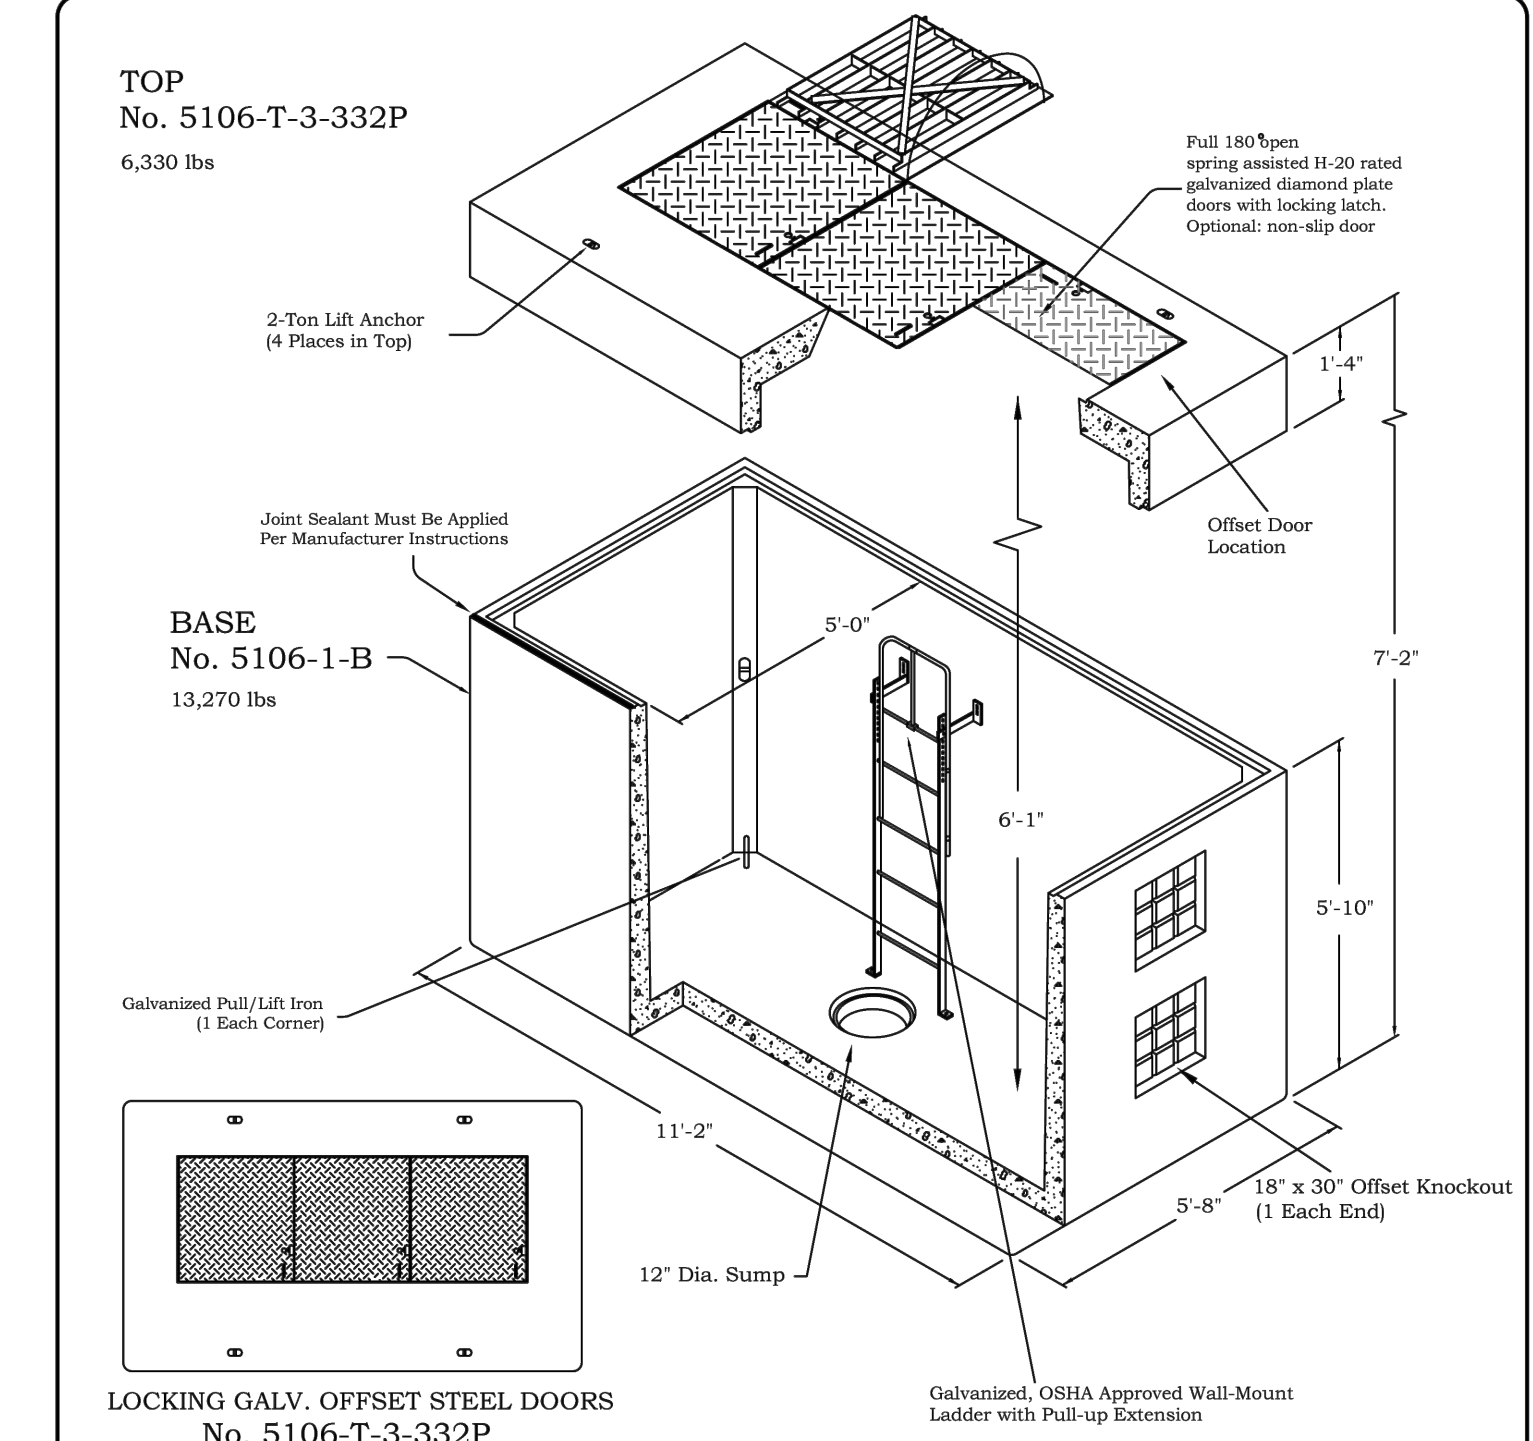 TOP
No. 5106-T-3-332P
6,330 lbs
Full 180° open
spring assisted H-20 rated
galvanized diamond plate
doors with locking latch.
Optional: non-slip door
2-Ton Lift Anchor
(4 Places in Top)
1'-4"
Offset Door
Location
Joint Sealant Must Be Applied
Per Manufacturer Instructions
BASE
No. 5106-1-B
13,270 lbs
5'-0"
7'-2"
6'-1"
5'-10"
Galvanized Pull/Lift Iron
(1 Each Corner)
11'-2"
5'-8"
18" x 30" Offset Knockout
(1 Each End)
12" Dia. Sump
Galvanized, OSHA Approved Wall-Mount
Ladder with Pull-up Extension
LOCKING GALV. OFFSET STEEL DOORS
No. 5106-T-3-332P